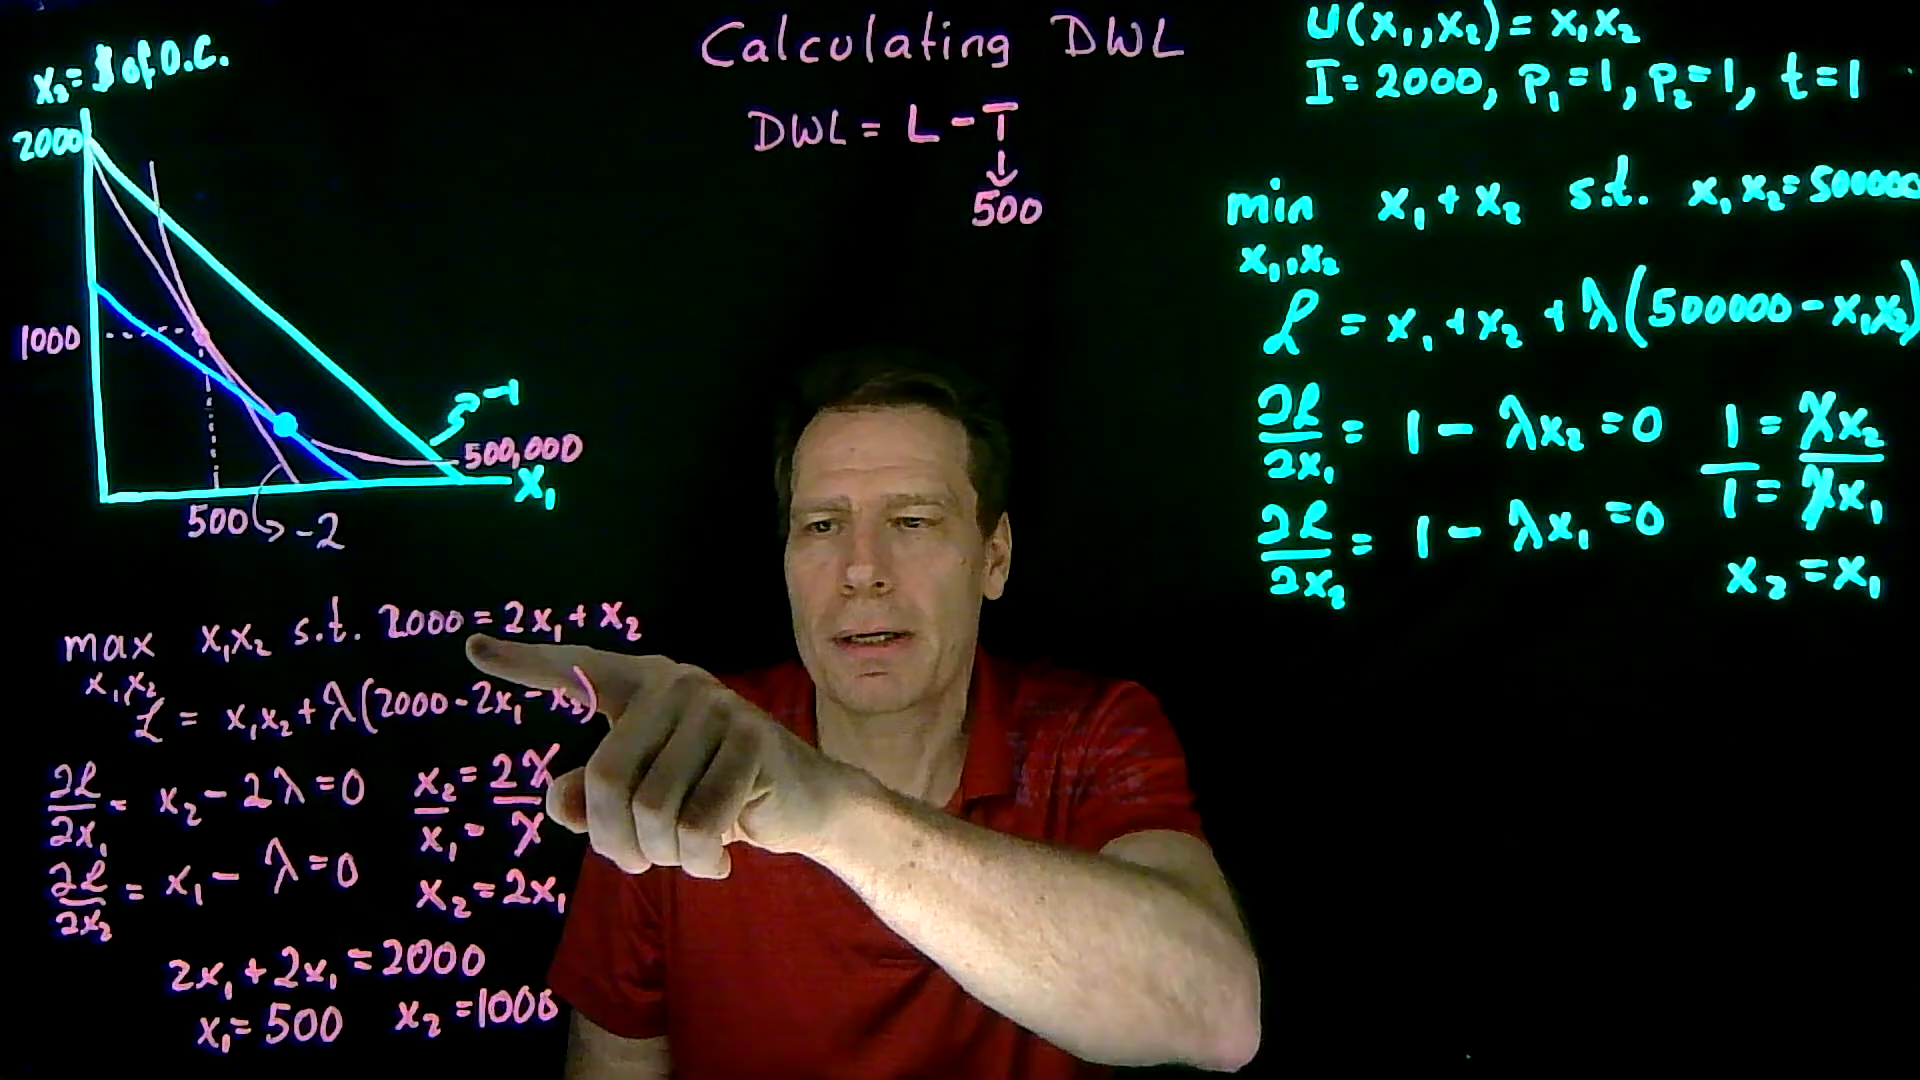 Calculating DWL
DWL = L - T
↓
500
x₂ = $ of O.C.
2000
1000
500
-2
-1
500,000
x₁
max x₁x₂ s.t. 2000 = 2x₁ + x₂
x₁,x₂
ℒ = x₁x₂ + λ(2000 - 2x₁ - x₂)
∂ℒ/∂x₁ = x₂ - 2λ = 0
∂ℒ/∂x₂ = x₁ - λ = 0
x₂/x₁ = 2λ/λ
x₂ = 2x₁
2x₁ + 2x₁ = 2000
x₁ = 500 x₂ = 1000
U(x₁,x₂) = x₁x₂
I = 2000, P₁ = 1, P₂ = 1, t = 1
min x₁ + x₂ s.t. x₁x₂ = 500000
x₁,x₂
ℒ = x₁ + x₂ + λ(500000 - x₁x₂)
∂ℒ/∂x₁ = 1 - λx₂ = 0
∂ℒ/∂x₂ = 1 - λx₁ = 0
1/1 = λx₂/λx₁
x₂ = x₁